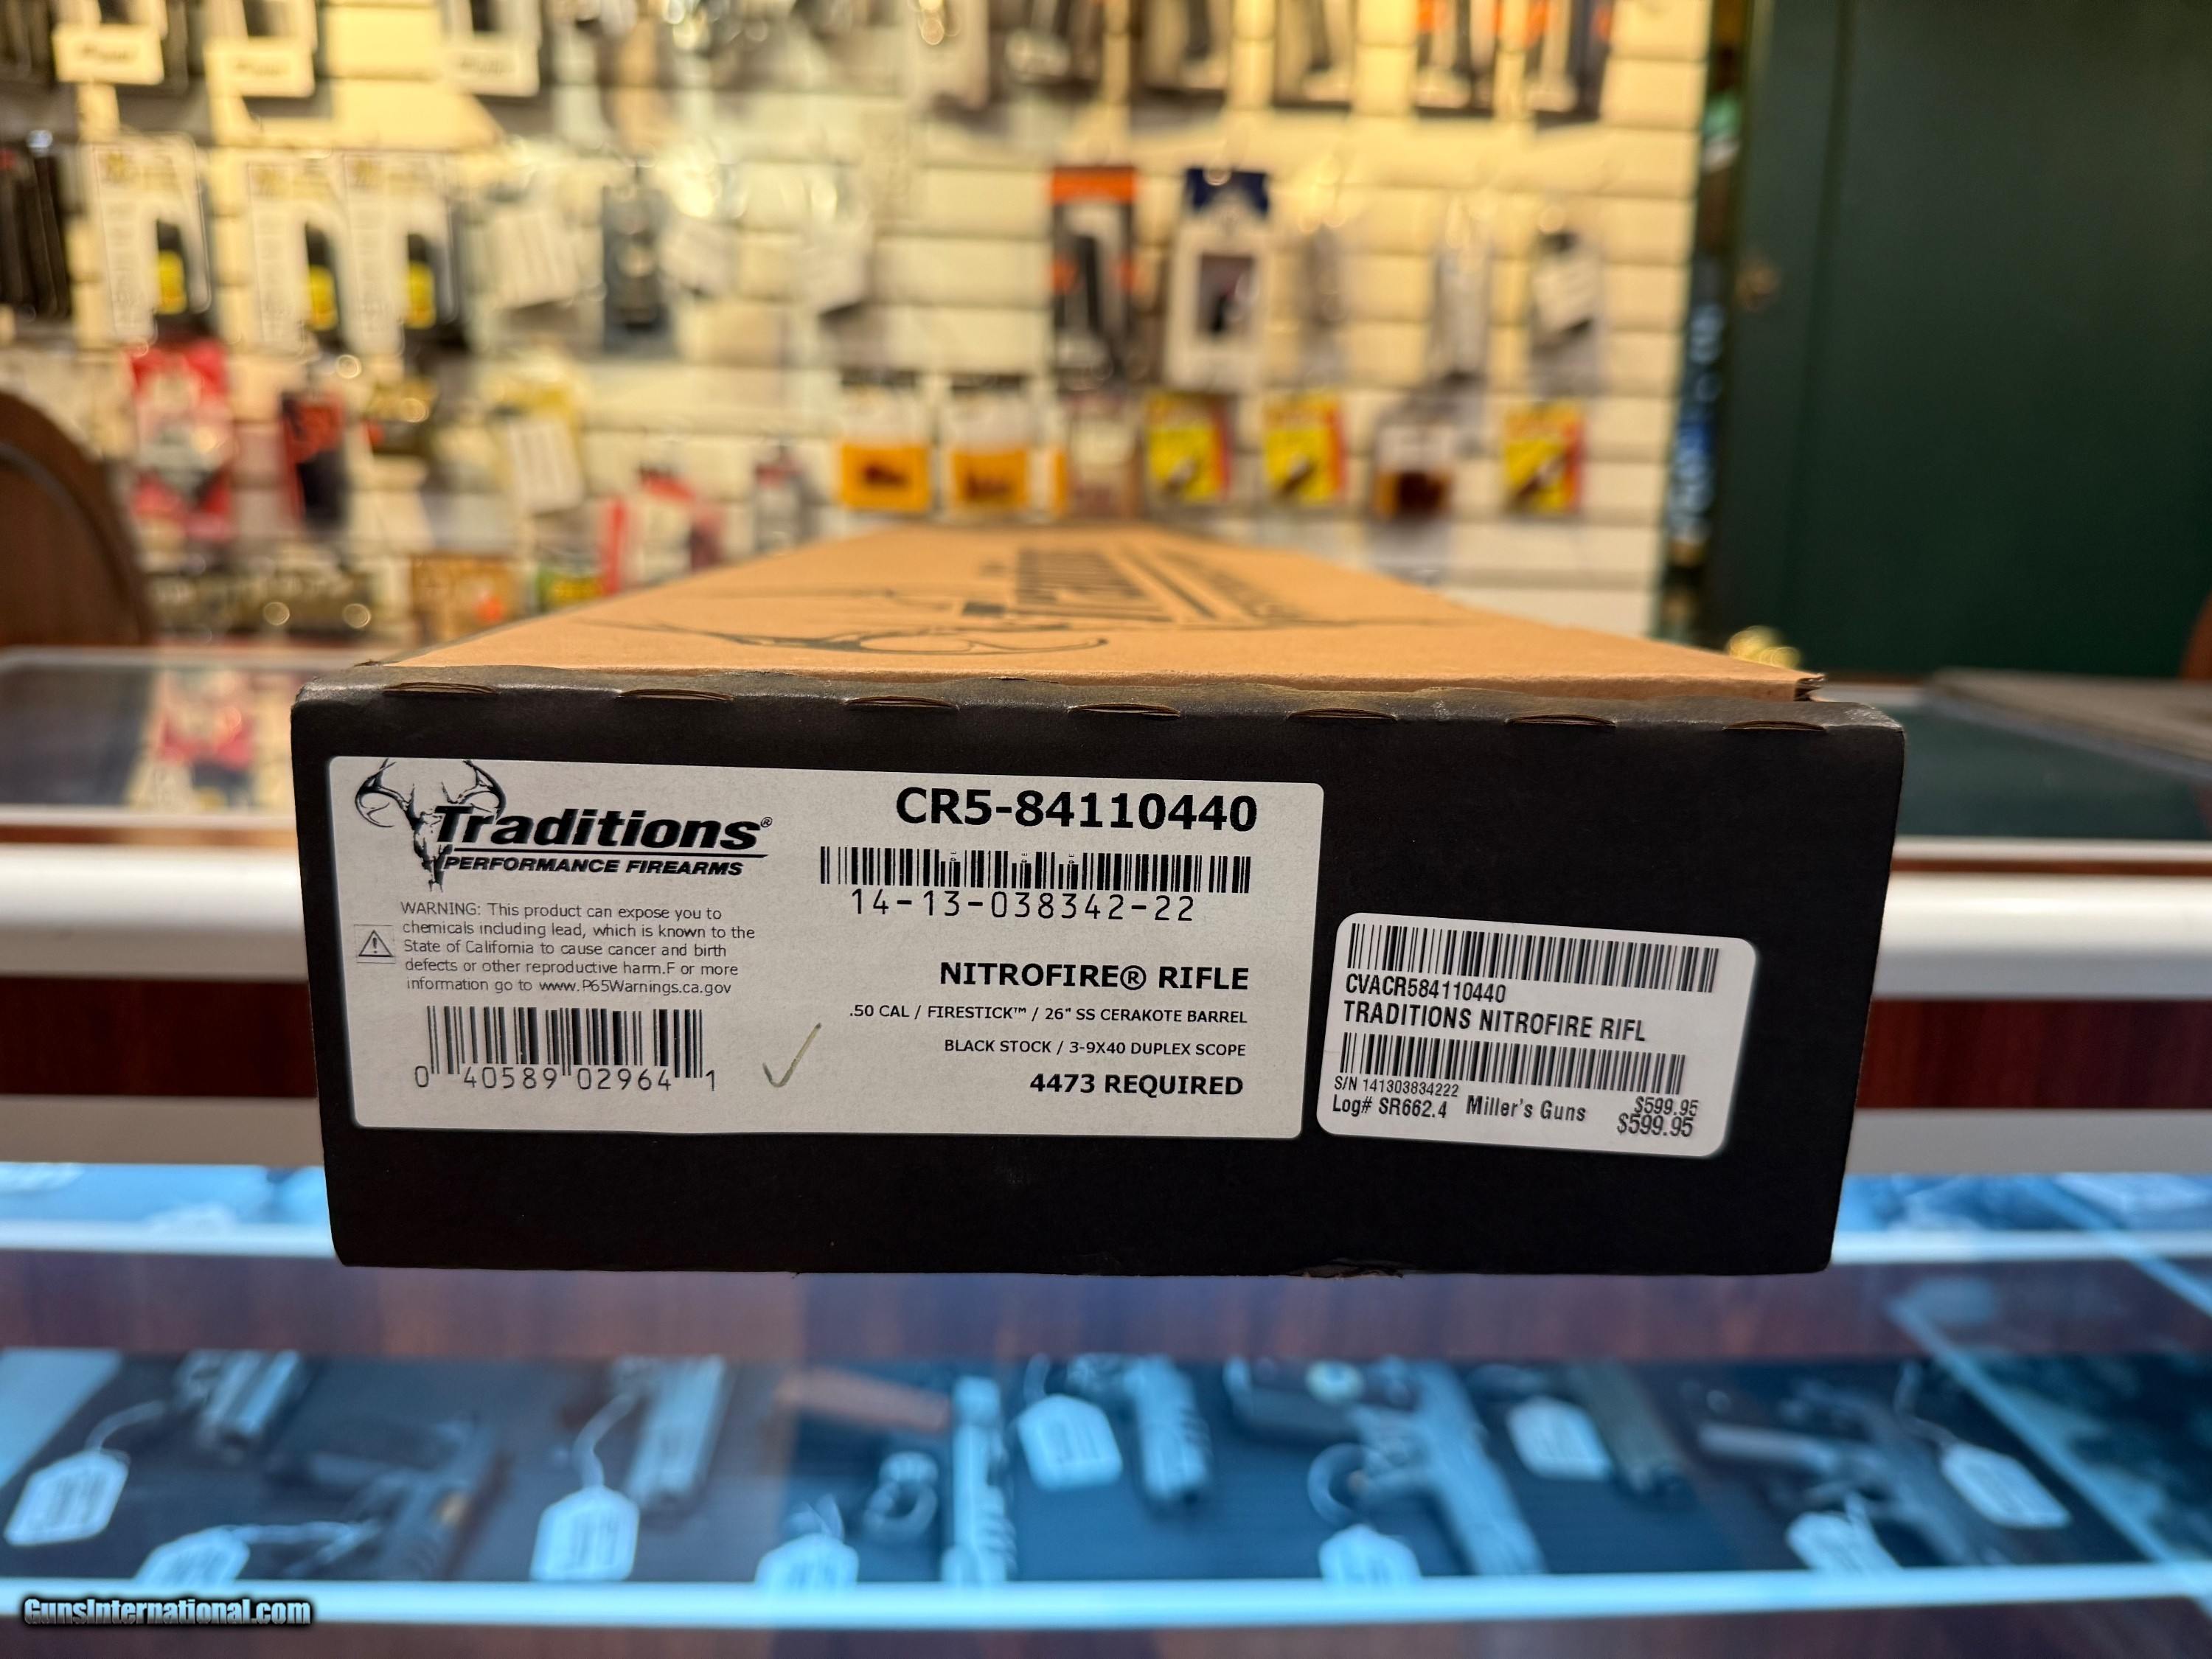 Traditions®
PERFORMANCE FIREARMS
WARNING: This product can expose you to
chemicals including lead, which is known to the
State of California to cause cancer and birth
defects or other reproductive harm.F or more
information go to www.P65Warnings.ca.gov
0 40589 02964 1
CR5-84110440
14-13-038342-22
NITROFIRE® RIFLE
.50 CAL / FIRESTICK™ / 26" SS CERAKOTE BARREL
BLACK STOCK / 3-9X40 DUPLEX SCOPE
4473 REQUIRED
CVACR584110440
TRADITIONS NITROFIRE RIFL
S/N 141303834222
$599.95
Log# SR662.4 Miller's Guns $599.95
GunsInternational.com